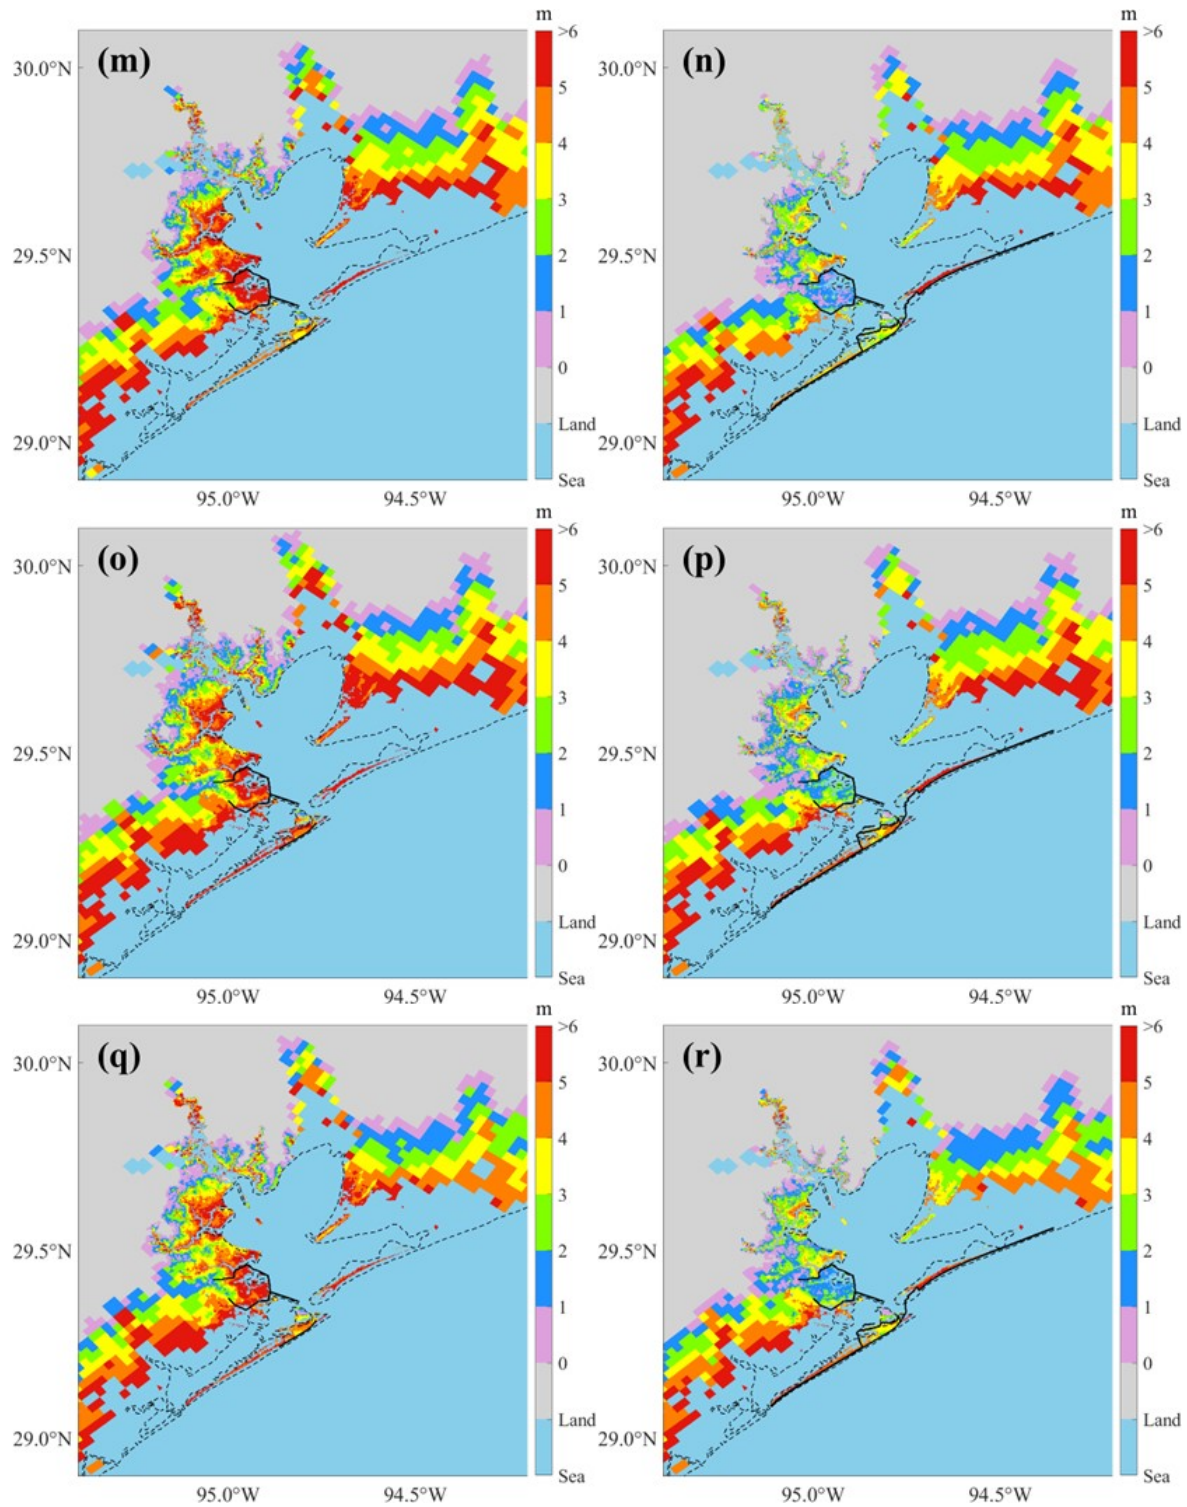 m m
(m) >6 (n) >6
30.0°N 30.0°N
5 5
4 4
3 3
29.5°N 29.5°N
2 2
1 1
0 0
Land Land
29.0°N 29.0°N
Sea Sea
95.0°W 94.5°W 95.0°W 94.5°W
m m
(o) >6 (p) >6
30.0°N 30.0°N
5 5
4 4
3 3
29.5°N 29.5°N
2 2
1 1
0 0
Land Land
29.0°N 29.0°N
Sea Sea
95.0°W 94.5°W 95.0°W 94.5°W
m m
(q) >6 (r) >6
30.0°N 30.0°N
5 5
4 4
3 3
29.5°N 29.5°N
2 2
1 1
0 0
Land Land
29.0°N 29.0°N
Sea Sea
95.0°W 94.5°W 95.0°W 94.5°W